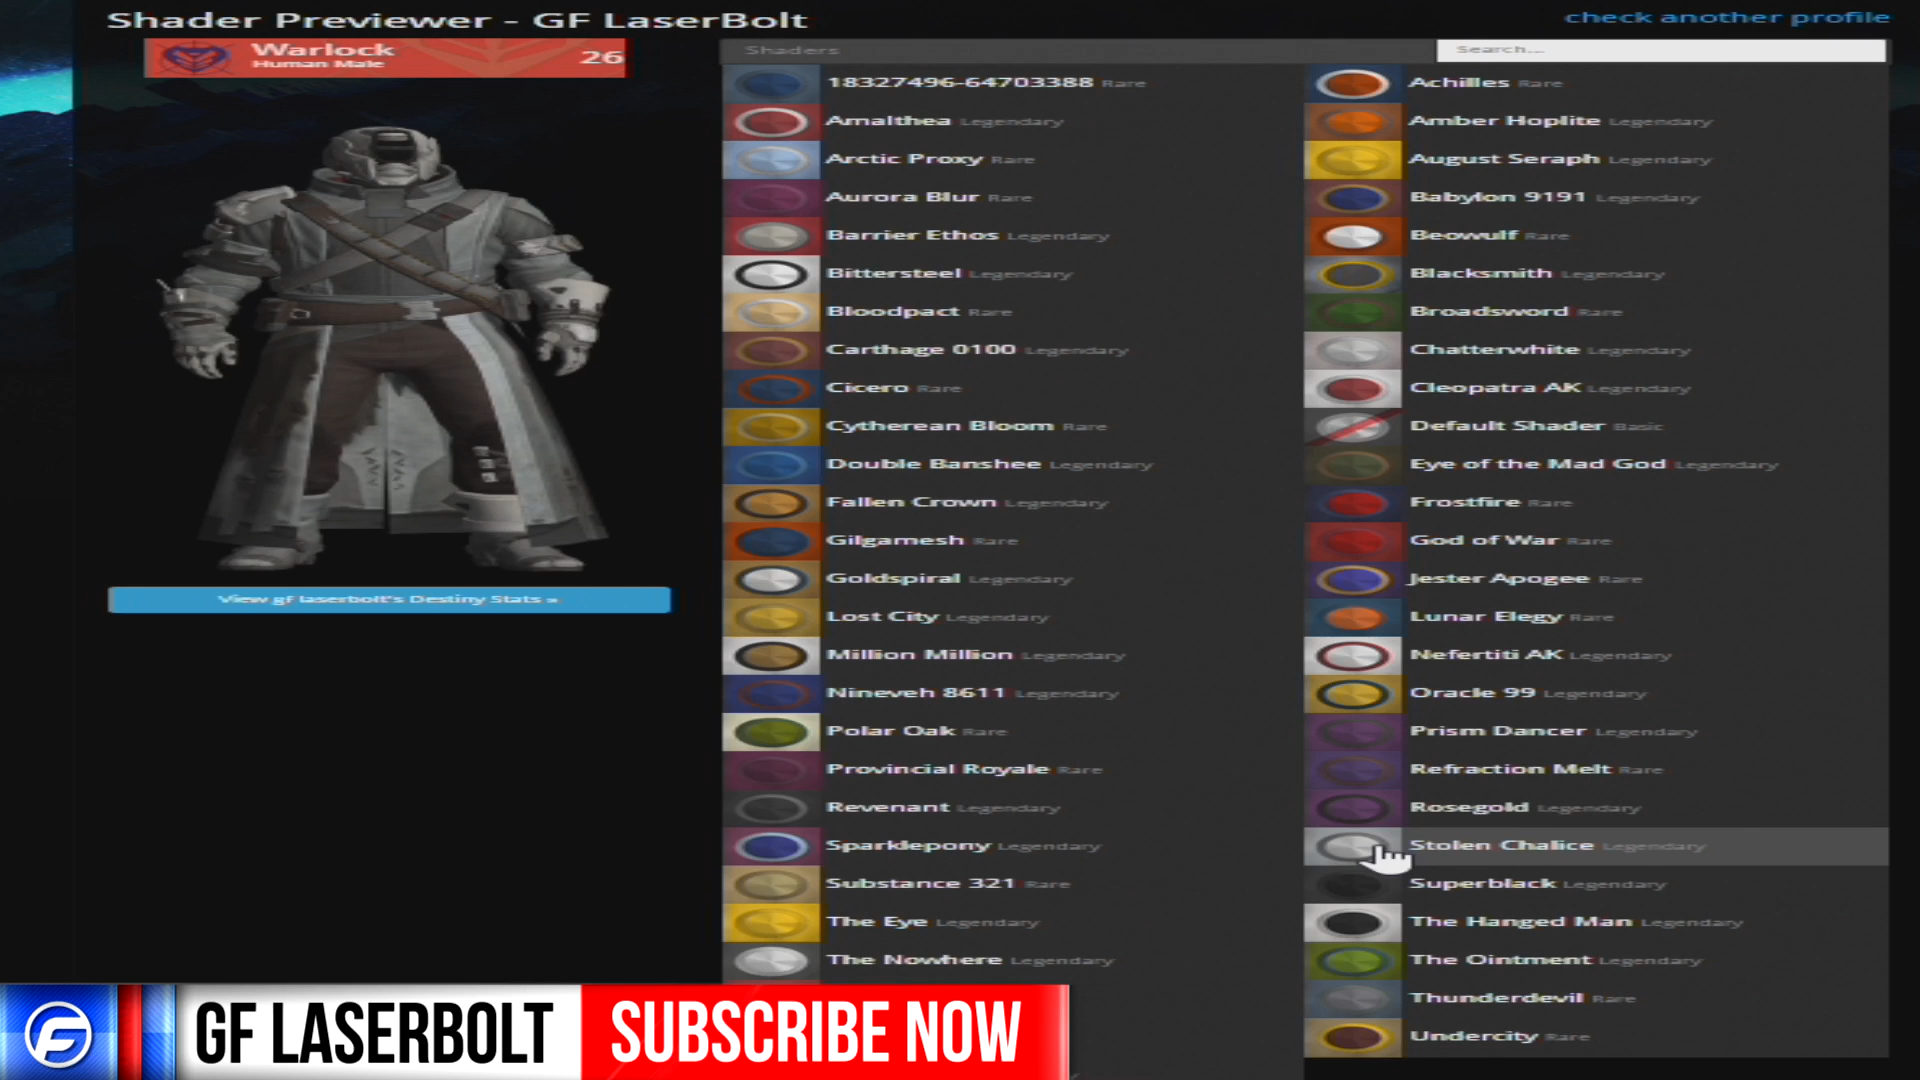 Shader Previewer - GF LaserBolt
check another profile
Warlock
Human Male
26
Shaders
Search...
18327496-64703388 Rare
Achilles Rare
Amalthea Legendary
Amber Hoplite Legendary
Arctic Proxy Rare
August Seraph Legendary
Aurora Blur Rare
Babylon 9191 Legendary
Barrier Ethos Legendary
Beowulf Rare
Bittersteel Legendary
Blacksmith Legendary
Bloodpact Rare
Broadsword Rare
Carthage 0100 Legendary
Chatterwhite Legendary
Cicero Rare
Cleopatra AK Legendary
Cytherean Bloom Rare
Default Shader Basic
Double Banshee Legendary
Eye of the Mad God Legendary
Fallen Crown Legendary
Frostfire Rare
Gilgamesh Rare
God of War Rare
Goldspiral Legendary
Jester Apogee Rare
Lost City Legendary
Lunar Elegy Rare
Million Million Legendary
Nefertiti AK Legendary
Nineveh 8611 Legendary
Oracle 99 Legendary
Polar Oak Rare
Prism Dancer Legendary
Provincial Royale Rare
Refraction Melt Rare
Revenant Legendary
Rosegold Legendary
Sparklepony Legendary
Stolen Chalice Legendary
Substance 321 Rare
Superblack Legendary
The Eye Legendary
The Hanged Man Legendary
The Nowhere Legendary
The Ointment Legendary
Thunderdevil Rare
Undercity Rare
View gF laserbolt's Destiny Stats »
GF LASERBOLT
SUBSCRIBE NOW